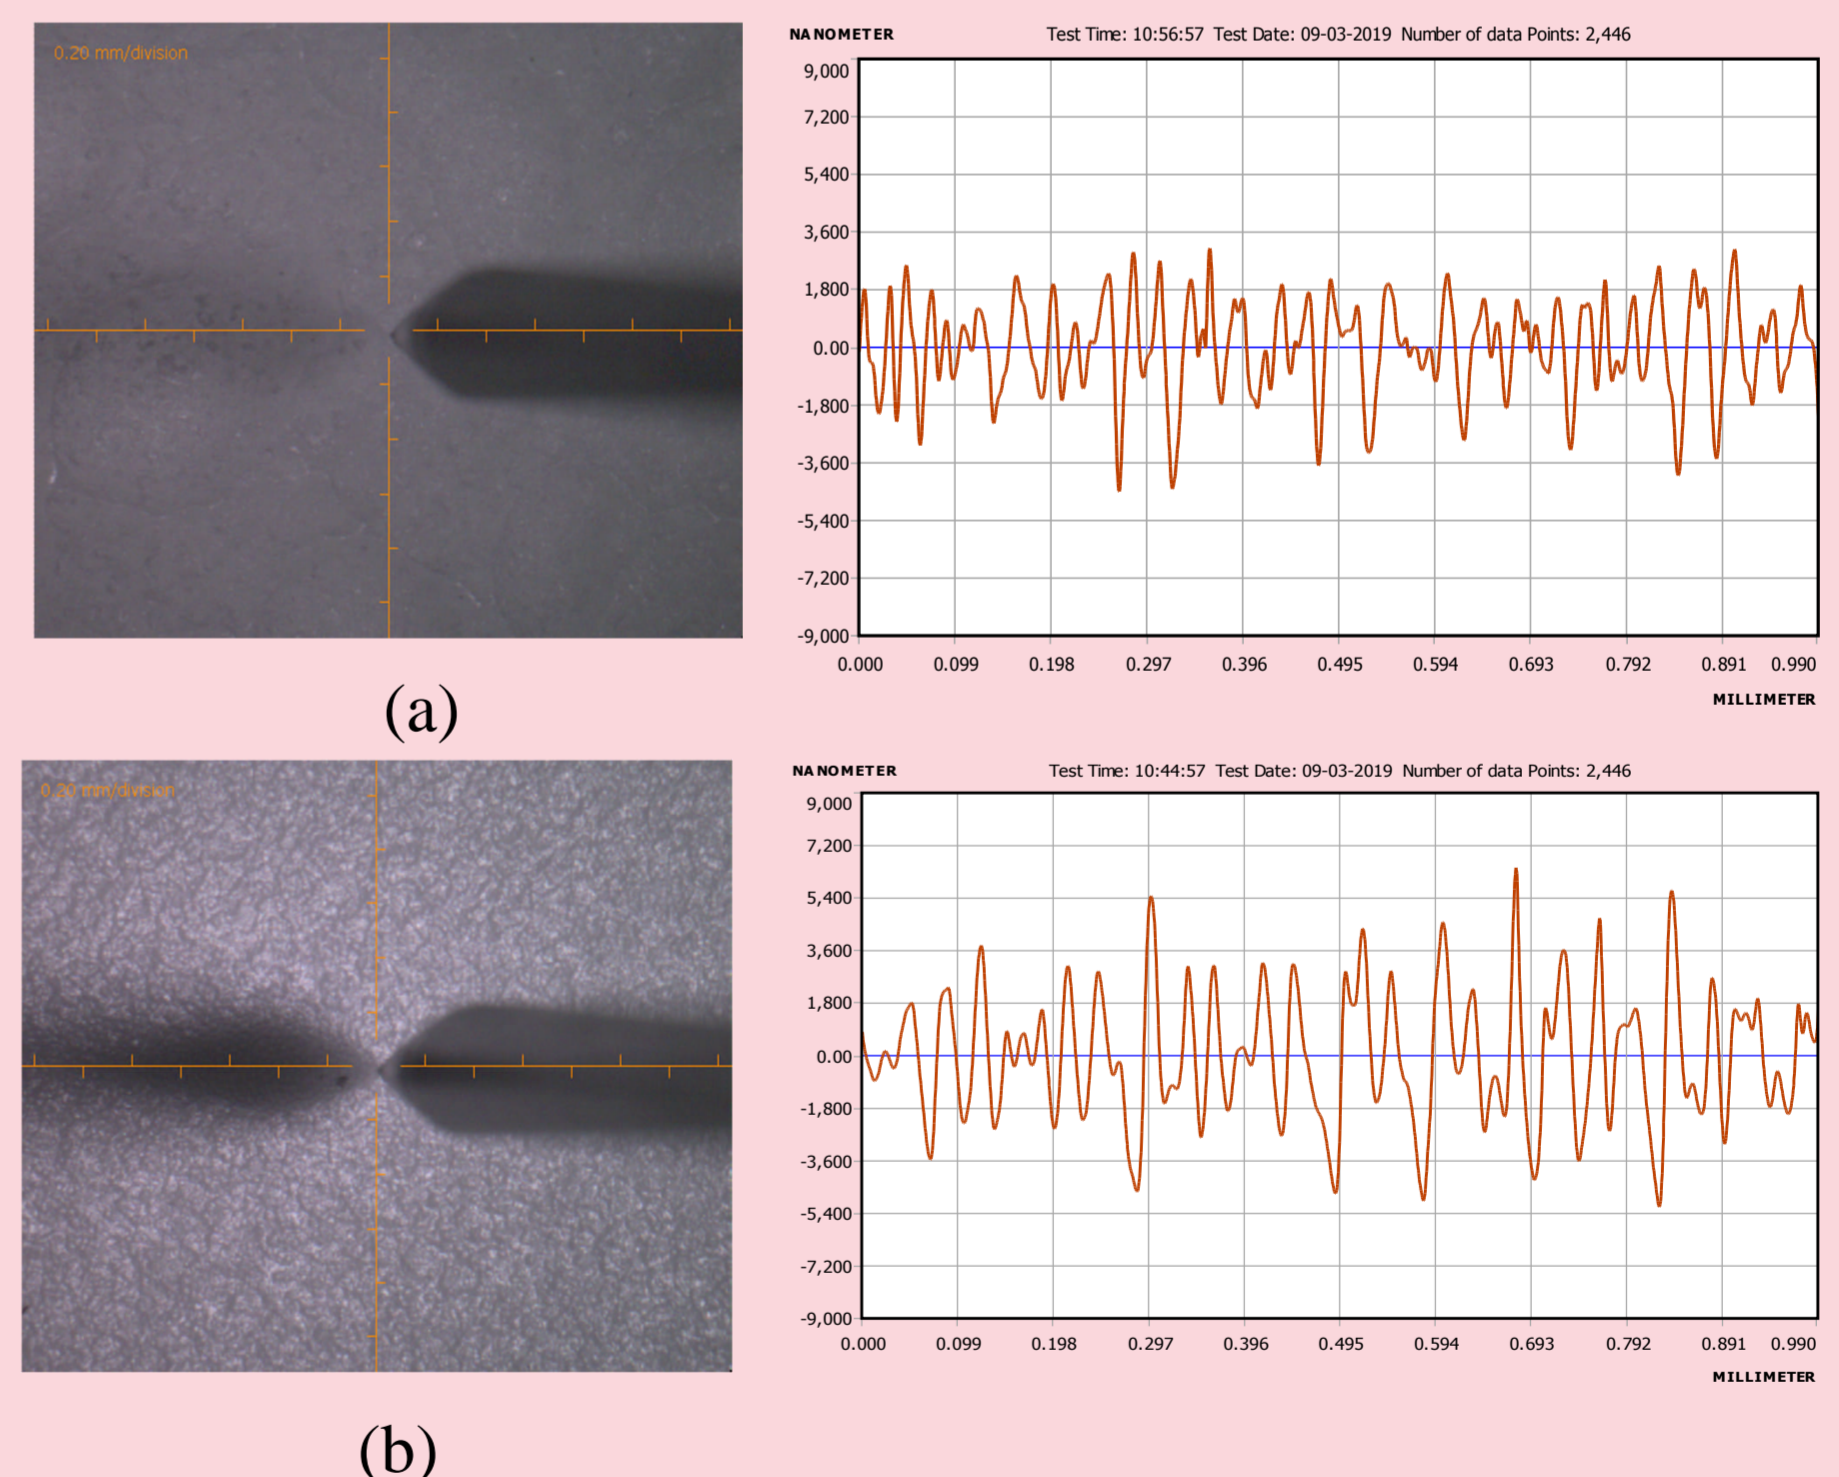 0.20 mm/division
NANOMETER
Test Time: 10:56:57 Test Date: 09-03-2019 Number of data Points: 2,446
9,000
7,200
5,400
3,600
1,800
0.00
-1,800
-3,600
-5,400
-7,200
-9,000
0.000 0.099 0.198 0.297 0.396 0.495 0.594 0.693 0.792 0.891 0.990
MILLIMETER
(a)
0.20 mm/division
NANOMETER
Test Time: 10:44:57 Test Date: 09-03-2019 Number of data Points: 2,446
9,000
7,200
5,400
3,600
1,800
0.00
-1,800
-3,600
-5,400
-7,200
-9,000
0.000 0.099 0.198 0.297 0.396 0.495 0.594 0.693 0.792 0.891 0.990
MILLIMETER
(b)